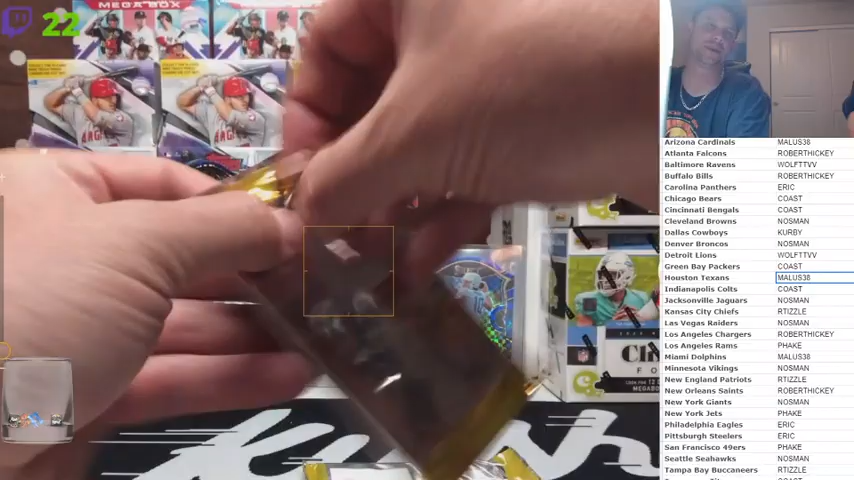 22
MEGA BOX
Arizona Cardinals MALUS38
Atlanta Falcons ROBERTHICKEY
Baltimore Ravens WOLFTTVV
Buffalo Bills ROBERTHICKEY
Carolina Panthers ERIC
Chicago Bears COAST
Cincinnati Bengals COAST
Cleveland Browns NOSMAN
Dallas Cowboys KURBY
Denver Broncos NOSMAN
Detroit Lions WOLFTTVV
Green Bay Packers COAST
Houston Texans MALUS38
Indianapolis Colts COAST
Jacksonville Jaguars NOSMAN
Kansas City Chiefs RTIZZLE
Las Vegas Raiders NOSMAN
Los Angeles Chargers ROBERTHICKEY
Los Angeles Rams PHAKE
Miami Dolphins MALUS38
Minnesota Vikings NOSMAN
New England Patriots RTIZZLE
New Orleans Saints ROBERTHICKEY
New York Giants NOSMAN
New York Jets PHAKE
Philadelphia Eagles ERIC
Pittsburgh Steelers ERIC
San Francisco 49ers PHAKE
Seattle Seahawks NOSMAN
Tampa Bay Buccaneers RTIZZLE